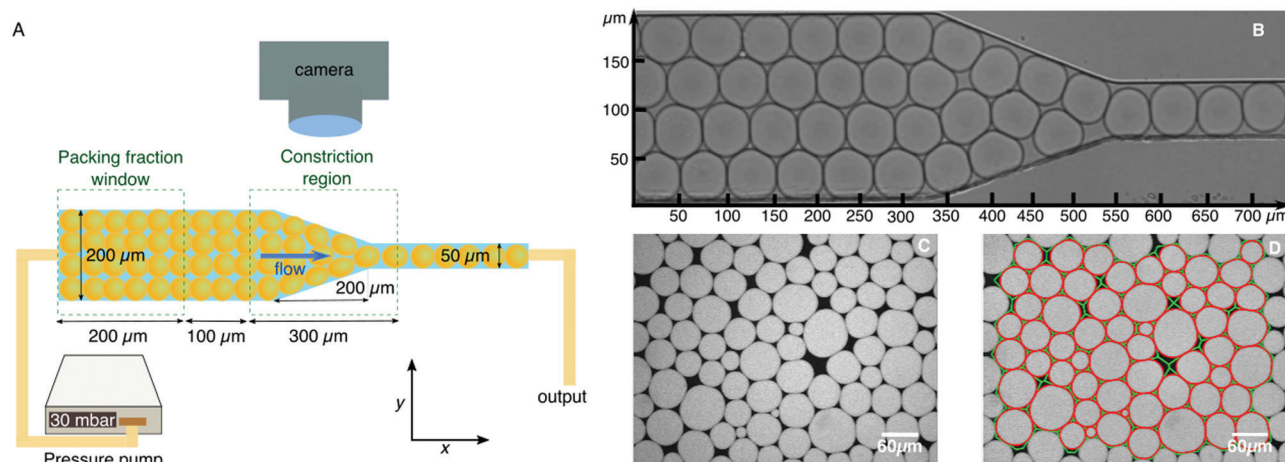 A
camera
Packing fraction
window
Constriction
region
200 µm
flow
50 µm
200 µm
200 µm
100 µm
300 µm
30 mbar
Pressure pump
y
x
output
B
µm
150
100
50
50 100 150 200 250 300 350 400 450 500 550 600 650 700 µm
C
60µm
D
60µm